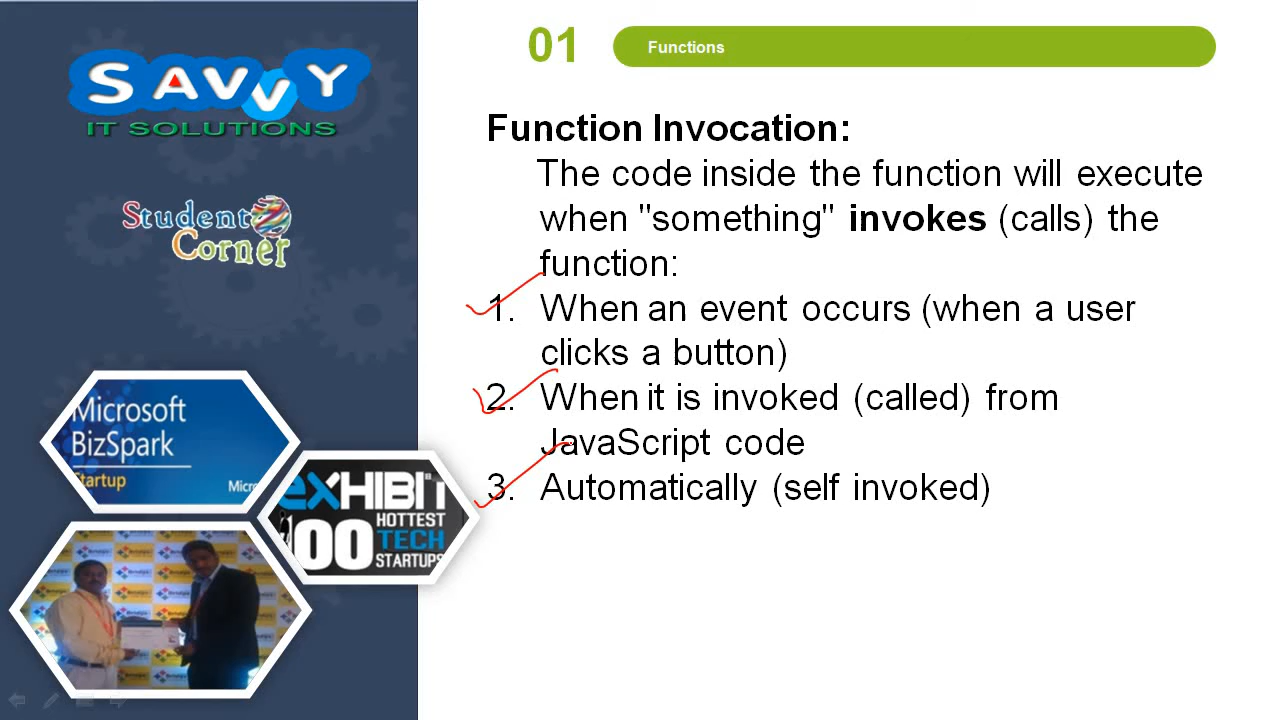 SAVVY
IT SOLUTIONS
Student
Corner
Microsoft
BizSpark
Startup
Micros
eXHIBIT
100
HOTTEST
TECH
STARTUPS
01
Functions
Function Invocation:
The code inside the function will execute
when "something" invokes (calls) the
function:
1. When an event occurs (when a user
clicks a button)
2. When it is invoked (called) from
JavaScript code
3. Automatically (self invoked)